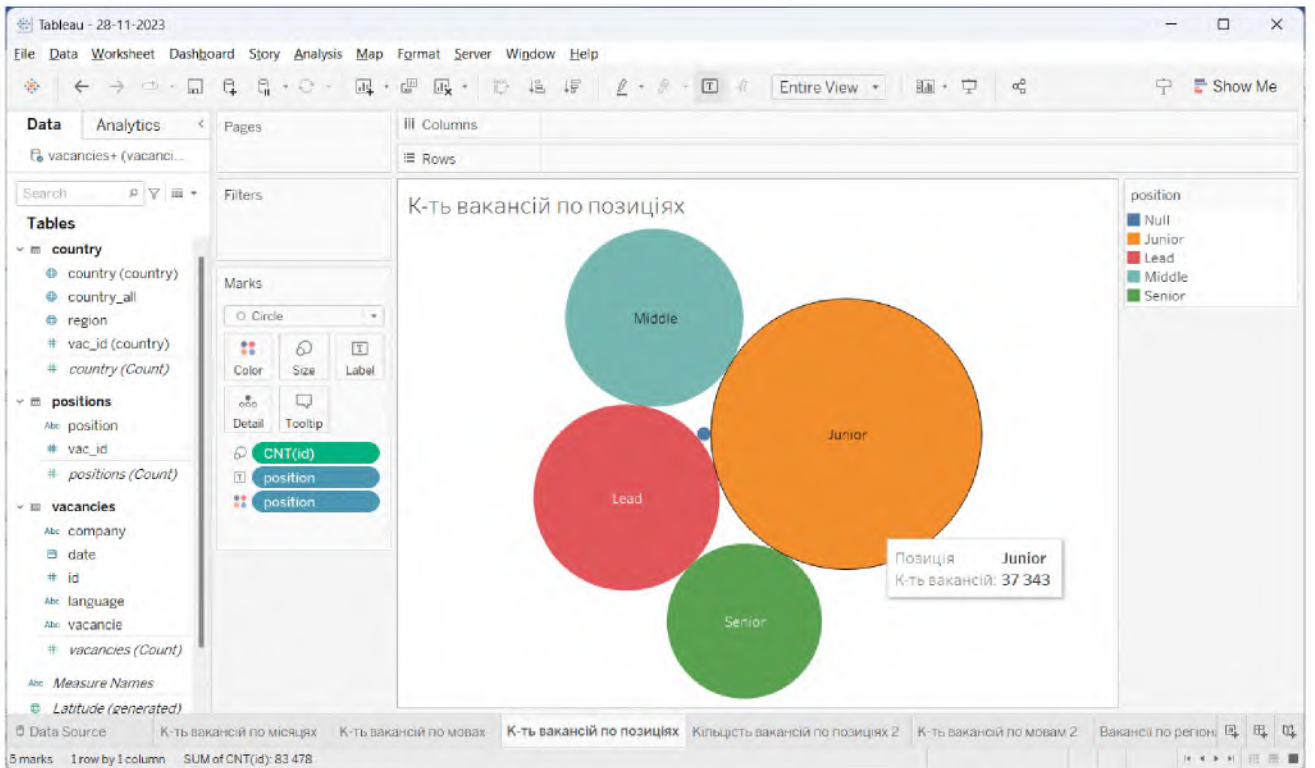 Tableau - 28-11-2023
File Data Worksheet Dashboard Story Analysis Map Format Server Window Help
Entire View
Show Me
Data Analytics
vacancies+ (vacanci...
Search
Tables
country
country (country)
country_all
region
vac_id (country)
country (Count)
positions
Abc position
vac_id
positions (Count)
vacancies
Abc company
date
id
Abc language
Abc vacancie
vacancies (Count)
Abc Measure Names
Latitude (generated)
Pages
Filters
Marks
Circle
Color Size Label
Detail Tooltip
CNT(id)
position
position
Columns
Rows
К-ть вакансій по позиціях
Middle
Junior
Lead
Senior
Позиція Junior
К-ть вакансій: 37 343
position
Null
Junior
Lead
Middle
Senior
Data Source К-ть вакансій по місяцях К-ть вакансій по мовах К-ть вакансій по позиціях Кількість вакансій по позиціях 2 К-ть вакансій по мовам 2 Вакансії по регіон
5 marks 1 row by 1 column SUM of CNT(id): 83 478